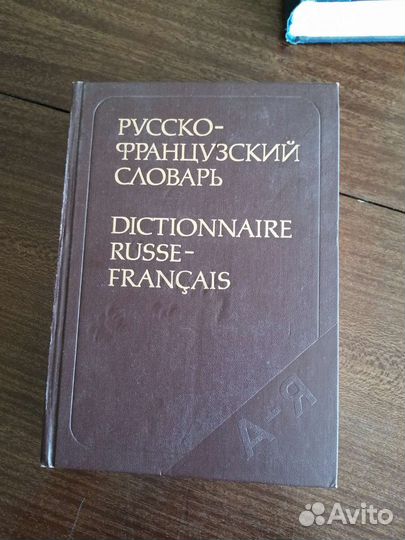 РУССКО-
ФРАНЦУЗСКИЙ
СЛОВАРЬ
DICTIONNAIRE
RUSSE-
FRANÇAIS
А-Я
Avito